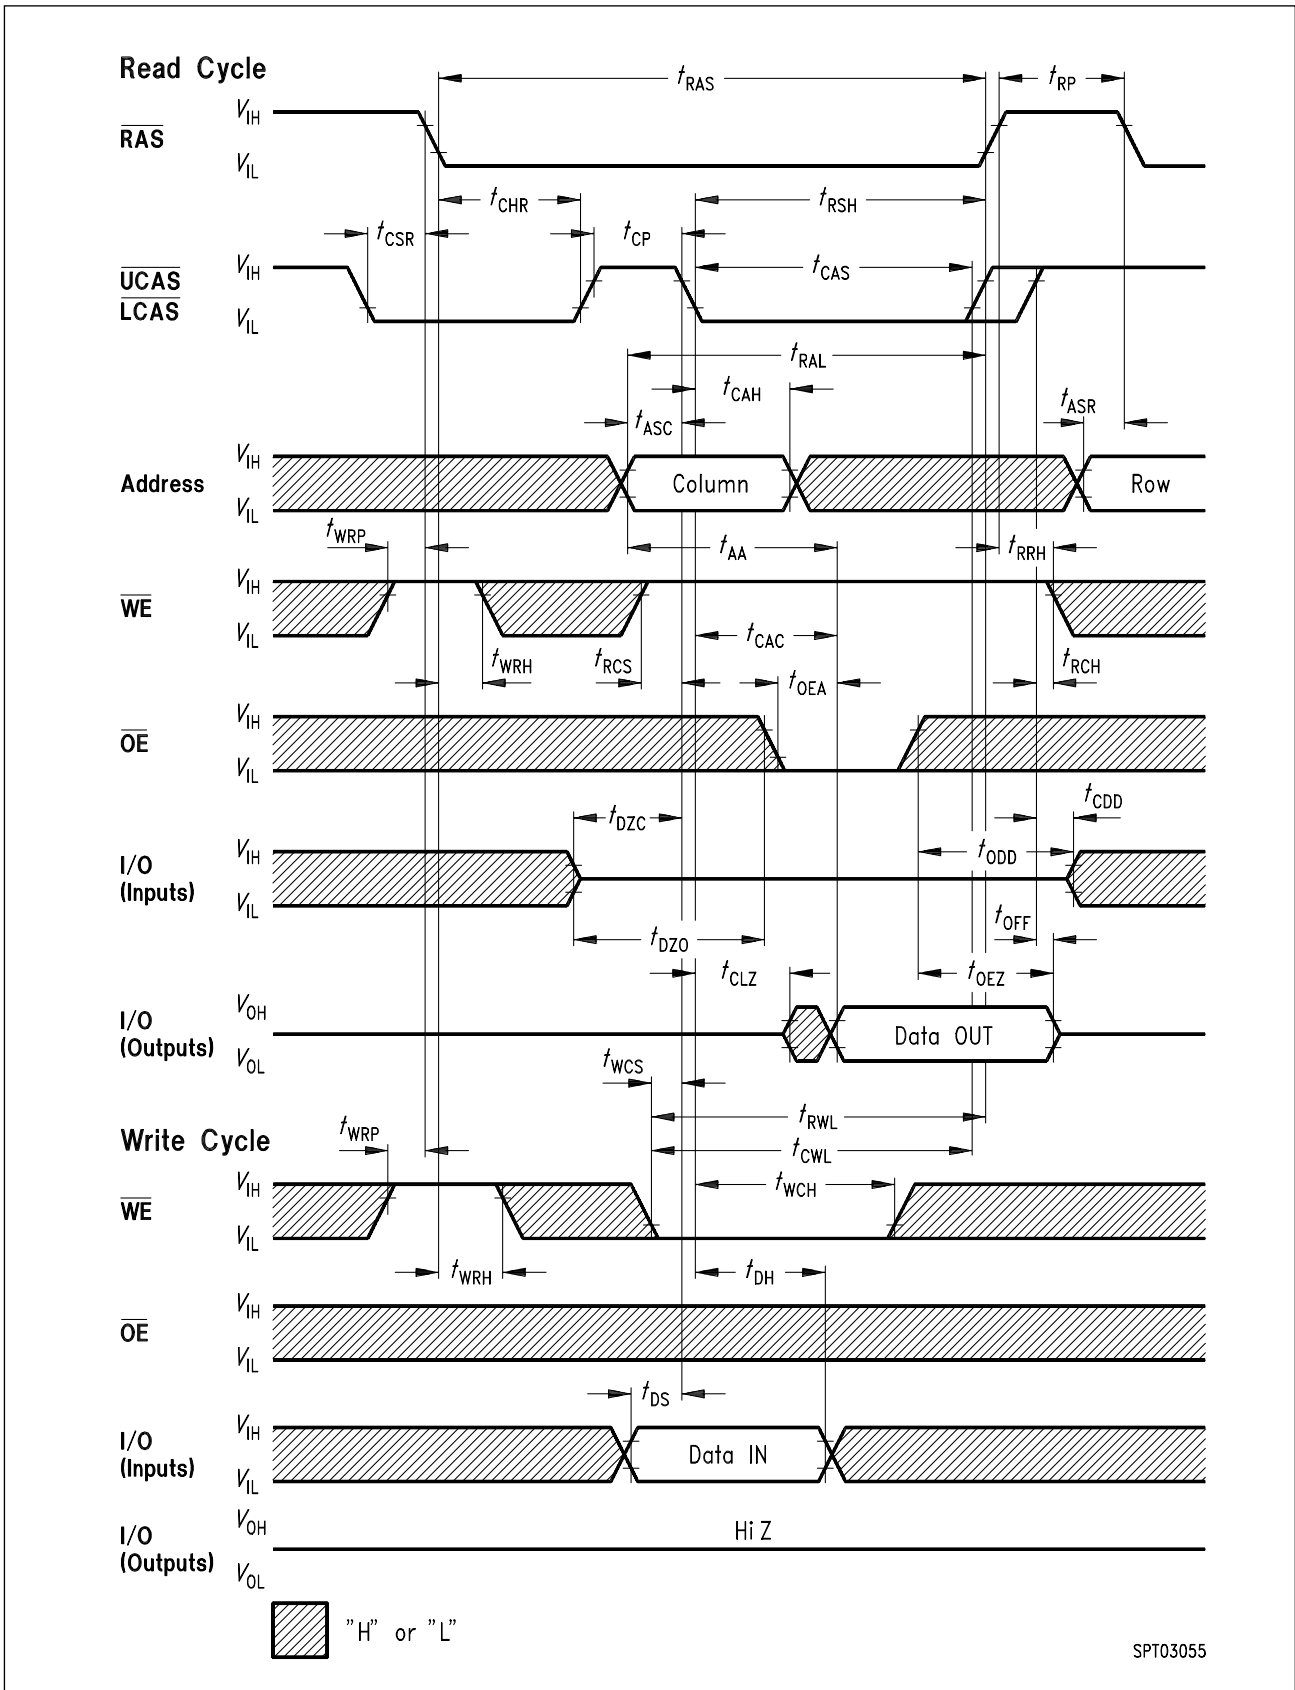 Read Cycle
tRAS
tRP
VIH
RAS
VIL
tCHR
tRSH
tCSR
tCP
VIH
UCAS
tCAS
LCAS
VIL
tRAL
tCAH
tASR
tASC
VIH
Address
Column
Row
VIL
tWRP
tAA
tRRH
VIH
WE
VIL
tCAC
tWRH
tRCS
tRCH
tOEA
VIH
OE
VIL
tDZC
tCDD
VIH
I/O
(Inputs)
tODD
VIL
tOFF
tDZO
tCLZ
tOEZ
VOH
I/O
(Outputs)
Data OUT
VOL
tWCS
tRWL
Write Cycle
tWRP
tCWL
VIH
tWCH
WE
VIL
tWRH
tDH
VIH
OE
VIL
tDS
VIH
I/O
(Inputs)
Data IN
VIL
VOH
Hi Z
I/O
(Outputs)
VOL
"H" or "L"
SPT03055